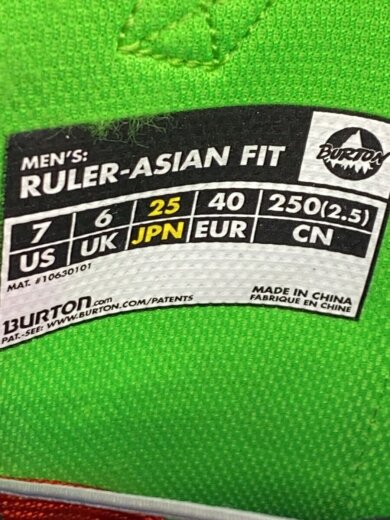 MEN'S:
RULER-ASIAN FIT
BURTON
7 6 25 40 250(2.5)
US UK JPN EUR CN
MAT. #10630101
MADE IN CHINA
FABRIQUE EN CHINE
BURTON.com
PAT.-SEE: WWW.BURTON.COM/PATENTS